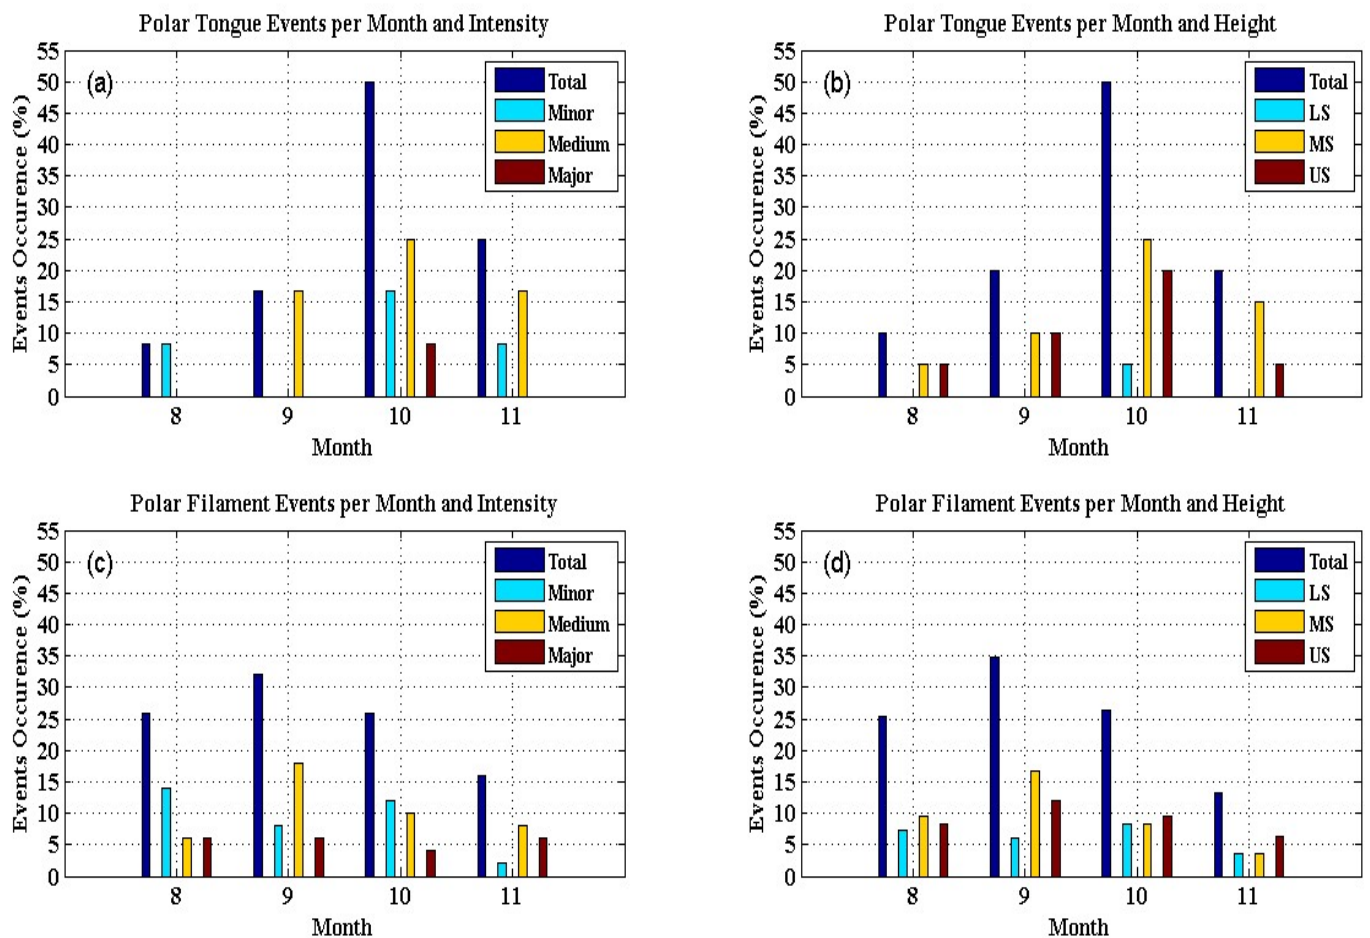 Polar Tongue Events per Month and Intensity
(a)
Events Occurence (%)
55
50
45
40
35
30
25
20
15
10
5
0
Total
Minor
Medium
Major
8 9 10 11
Month
Polar Tongue Events per Month and Height
(b)
Events Occurence (%)
55
50
45
40
35
30
25
20
15
10
5
0
Total
LS
MS
US
8 9 10 11
Month
Polar Filament Events per Month and Intensity
(c)
Events Occurence (%)
55
50
45
40
35
30
25
20
15
10
5
0
Total
Minor
Medium
Major
8 9 10 11
Month
Polar Filament Events per Month and Height
(d)
Events Occurence (%)
55
50
45
40
35
30
25
20
15
10
5
0
Total
LS
MS
US
8 9 10 11
Month